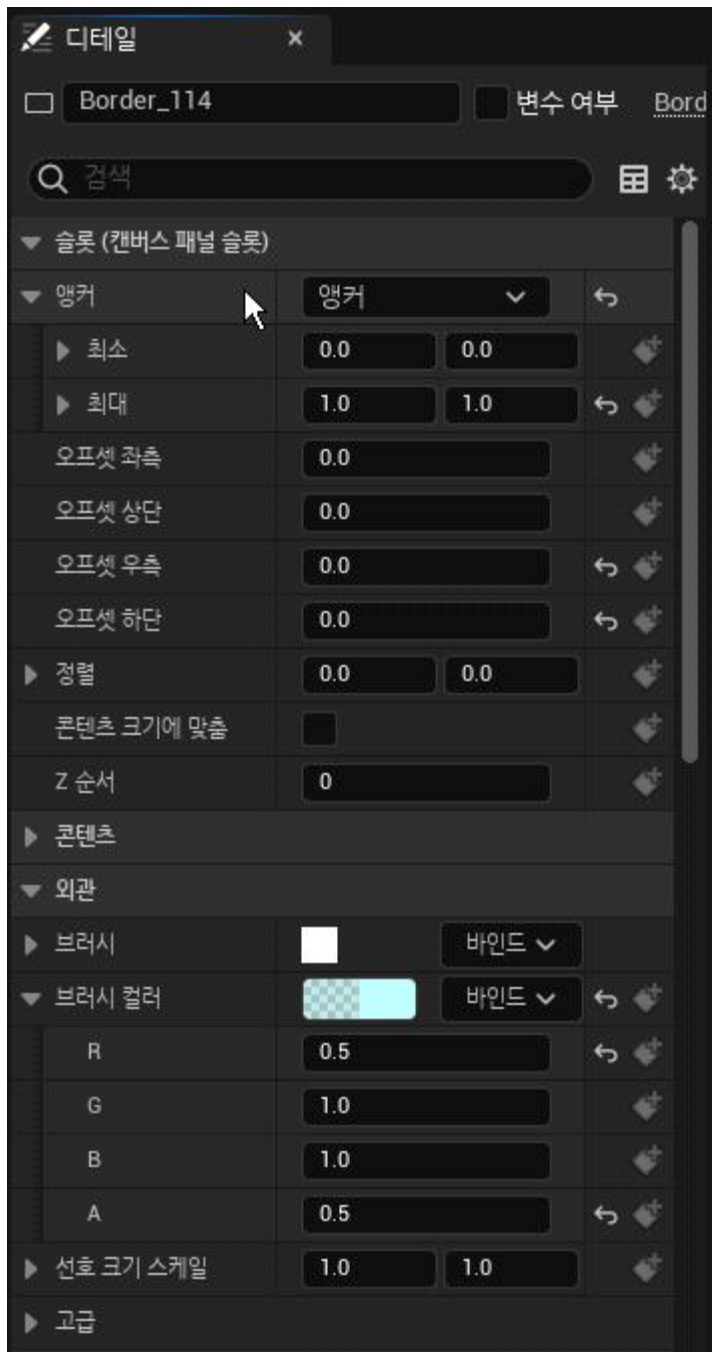 디테일
Border_114 변수 여부 Bord
검색
슬롯 (캔버스 패널 슬롯)
앵커 앵커
최소 0.0 0.0
최대 1.0 1.0
오프셋 좌측 0.0
오프셋 상단 0.0
오프셋 우측 0.0
오프셋 하단 0.0
정렬 0.0 0.0
콘텐츠 크기에 맞춤
Z 순서 0
콘텐츠
외관
브러시 바인드
브러시 컬러 바인드
R 0.5
G 1.0
B 1.0
A 0.5
선호 크기 스케일 1.0 1.0
고급